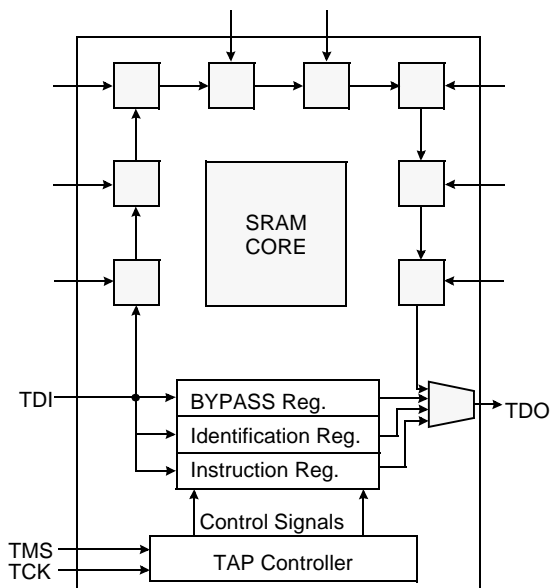 SRAM
CORE
TDI
BYPASS Reg.
TDO
Identification Reg.
Instruction Reg.
Control Signals
TMS
TCK
TAP Controller